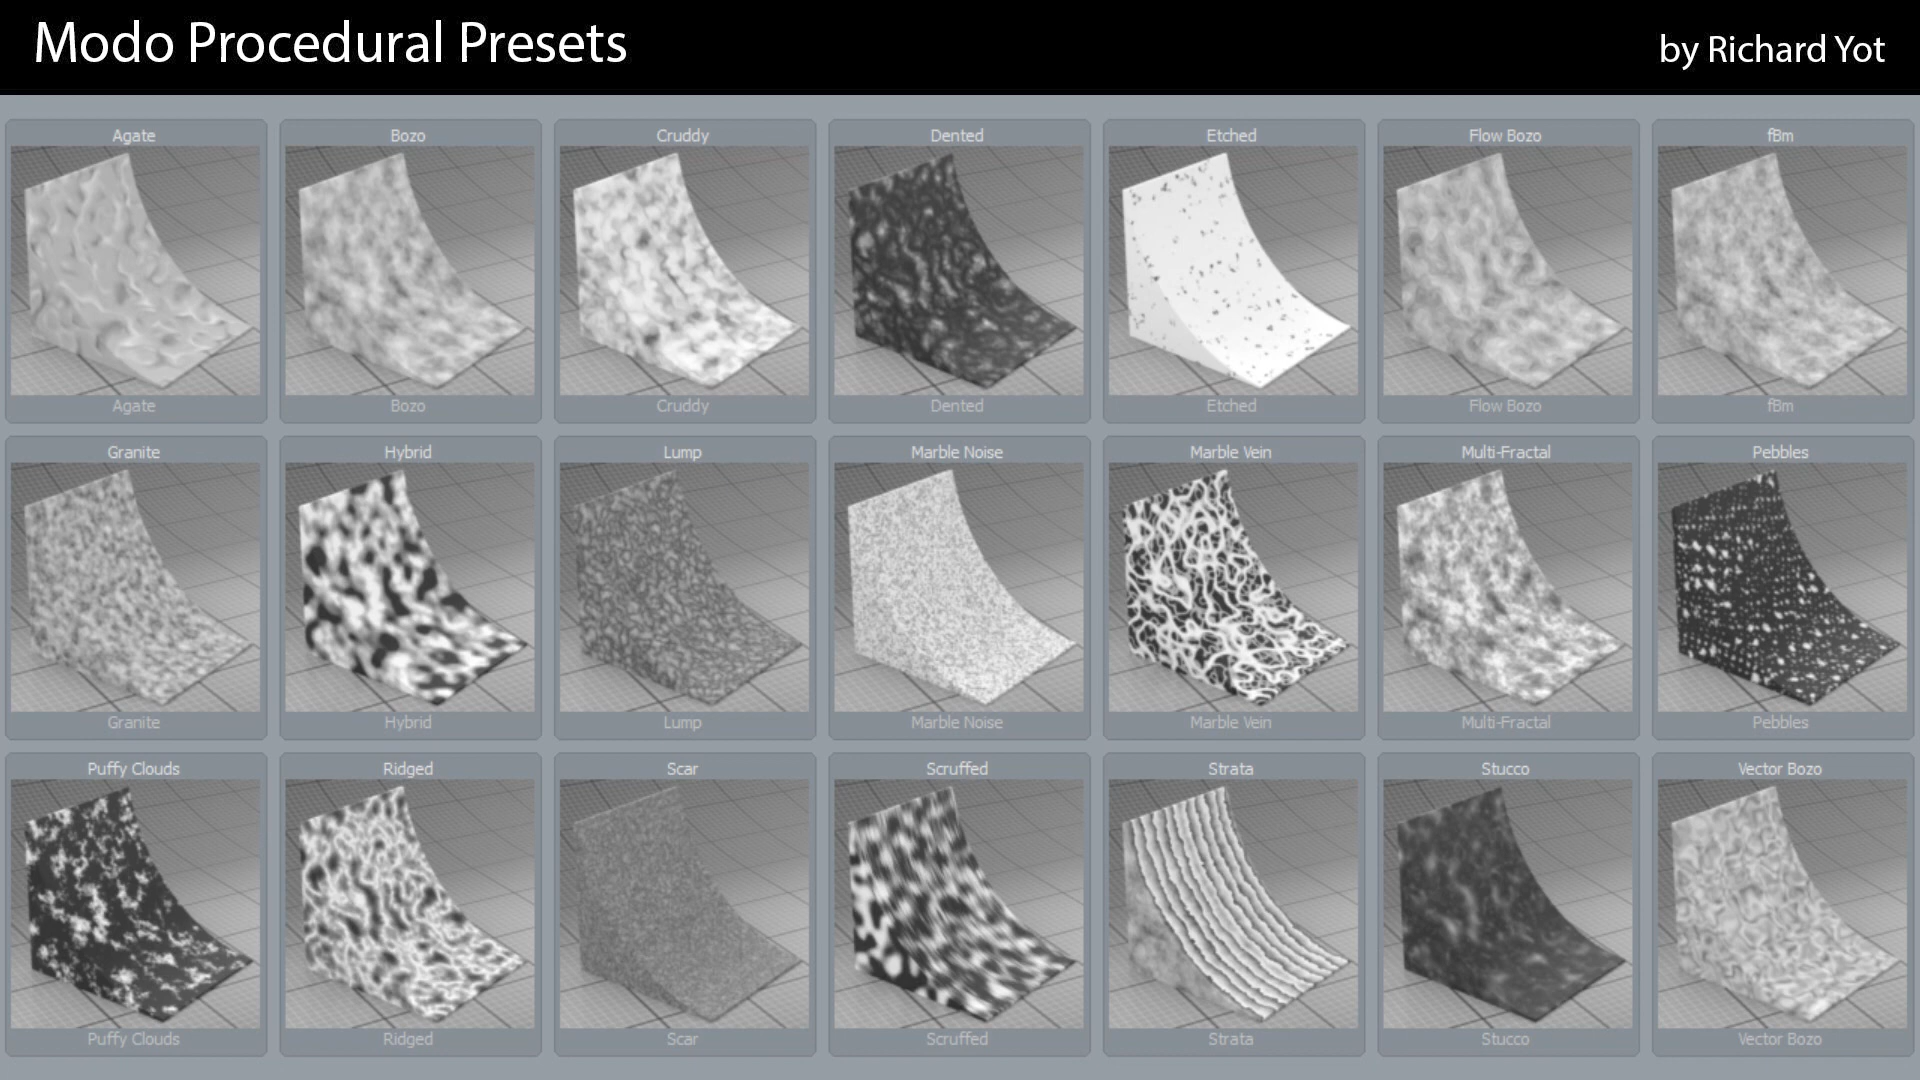 Modo Procedural Presets
by Richard Yot
Agate
Bozo
Cruddy
Dented
Etched
Flow Bozo
fBm
Agate
Bozo
Cruddy
Dented
Etched
Flow Bozo
fBm
Granite
Hybrid
Lump
Marble Noise
Marble Vein
Multi-Fractal
Pebbles
Granite
Hybrid
Lump
Marble Noise
Marble Vein
Multi-Fractal
Pebbles
Puffy Clouds
Ridged
Scar
Scruffed
Strata
Stucco
Vector Bozo
Puffy Clouds
Ridged
Scar
Scruffed
Strata
Stucco
Vector Bozo